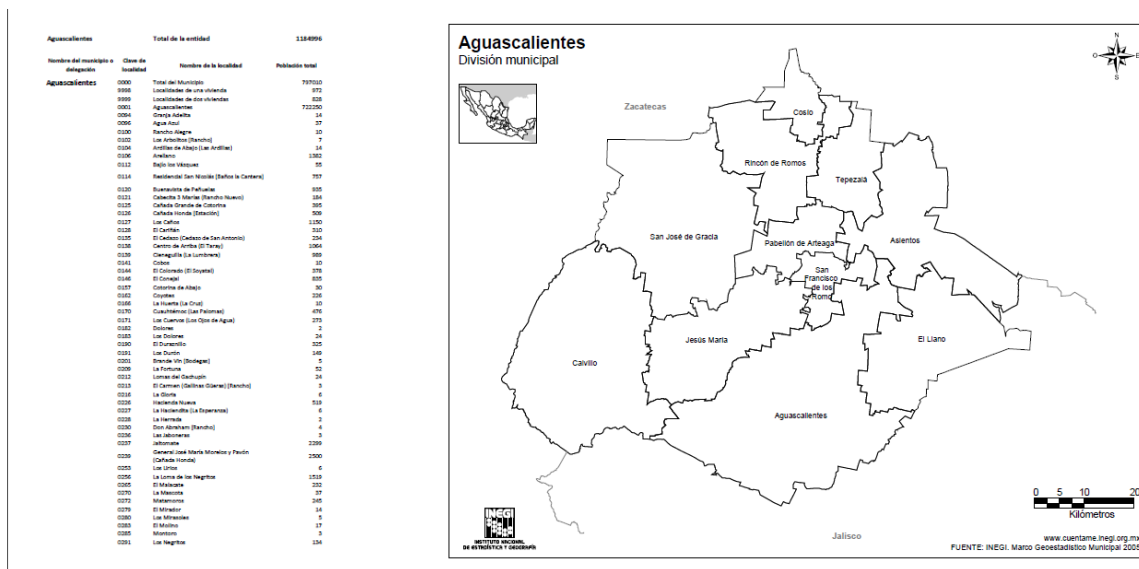 Aguascalientes Total de la entidad 1184996
Nombre del municipio o delegación Clave de localidad Nombre de la localidad Población total
Aguascalientes 0000 Total del Municipio 797010
9998 Localidades de una vivienda 972
9999 Localidades de dos viviendas 828
0001 Aguascalientes 722250
0094 Granja Adelita 14
0096 Agua Azul 37
0100 Rancho Alegre 10
0102 Los Arbolitos [Rancho] 7
0104 Ardillas de Abajo (Las Ardillas) 14
0106 Arellano 1382
0112 Bajío los Vázquez 55
0114 Residencial San Nicolás [Baños la Cantera] 757
0120 Buenavista de Peñuelas 935
0121 Cabecita 3 Marías (Rancho Nuevo) 184
0125 Cañada Grande de Cotorina 395
0126 Cañada Honda [Estación] 509
0127 Los Caños 1150
0128 El Cariñán 310
0135 El Cedazo (Cedazo de San Antonio) 234
0138 Centro de Arriba (El Taray) 1064
0139 Cieneguilla (La Lumbrera) 989
0141 Cobos 10
0144 El Colorado (El Soyatal) 378
0146 El Conejal 835
0157 Cotorina de Abajo 30
0162 Coyotes 226
0166 La Huerta (La Cruz) 10
0170 Cuauhtémoc (Las Palomas) 476
0171 Los Cuervos (Los Ojos de Agua) 273
0182 Dolores 2
0183 Los Dolores 24
0190 El Duraznillo 325
0191 Los Durón 149
0201 Brande Vin [Bodegas] 5
0209 La Fortuna 52
0212 Lomas del Gachupín 24
0213 El Carmen (Gallinas Güeras) [Rancho] 3
0216 La Gloria 6
0226 Hacienda Nueva 519
0227 La Haciendita (La Esperanza) 6
0228 La Herrada 2
0230 Don Abraham [Rancho] 4
0236 Las Jaboneras 3
0237 Jaltomate 2299
0239 General José María Morelos y Pavón (Cañada Honda) 2500
0253 Los Lirios 6
0256 La Loma de los Negritos 1519
0265 El Malacate 232
0270 La Mascota 37
0272 Matamoros 245
0279 El Mirador 14
0280 Los Mirasoles 5
0283 El Molino 17
0285 Montoro 3
0291 Los Negritos 134
Aguascalientes
División municipal
N
O E
S
Zacatecas
Cosío
Rincón de Romos
Tepezalá
San José de Gracia
Pabellón de Arteaga
Asientos
San
Francisco
de los
Romo
Jesús María
El Llano
Calvillo
Aguascalientes
0 5 10 20
Kilómetros
INEGI
INSTITUTO NACIONAL
DE ESTADÍSTICA Y GEOGRAFÍA
Jalisco
www.cuentame.inegi.org.mx
FUENTE: INEGI. Marco Geoestadístico Municipal 2005